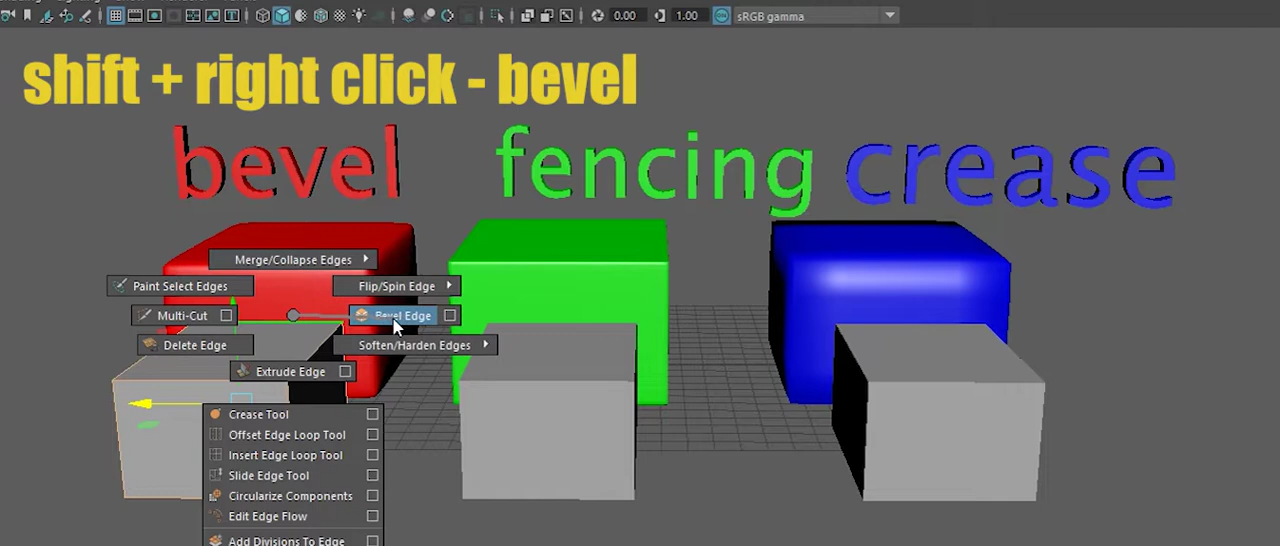 0.00
1.00
sRGB gamma
shift + right click - bevel
bevel
fencing
crease
Merge/Collapse Edges
Paint Select Edges
Flip/Spin Edge
Multi-Cut
Bevel Edge
Delete Edge
Soften/Harden Edges
Extrude Edge
Crease Tool
Offset Edge Loop Tool
Insert Edge Loop Tool
Slide Edge Tool
Circularize Components
Edit Edge Flow
Add Divisions To Edge